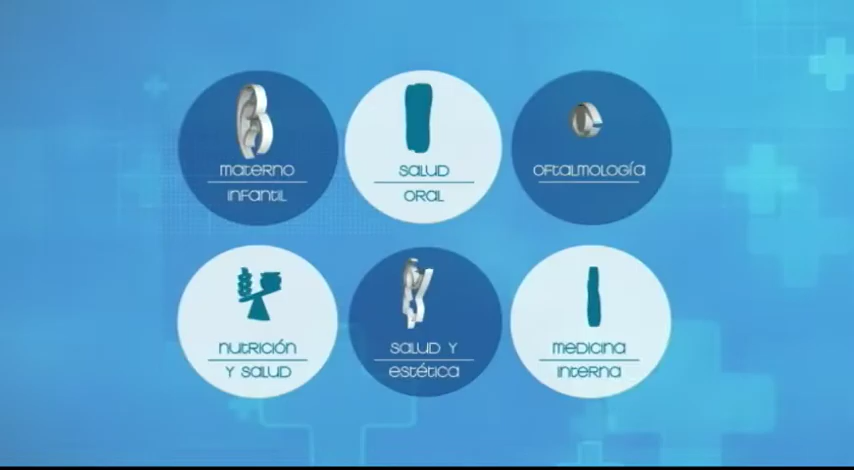 materno
infantil
salud
oral
oftalmología
nutrición
y salud
salud y
estética
medicina
interna